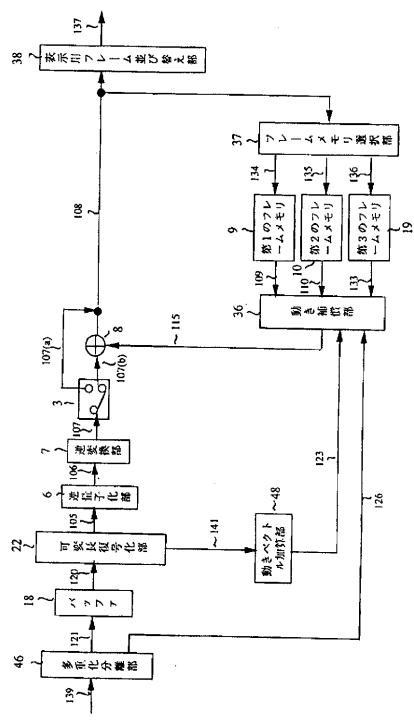 139
46
多重化分離部
121
18
バッファ
120
22
可変長復号化部
105
6
逆量子化部
106
7
逆変換部
107
3
107(a)
107(b)
8
108
38
表示用フレーム並び替え部
137
115
141
48
動きベクトル加算部
123
126
36
動き補償部
109
110
133
9
第1のフレームメモリ
10
第2のフレームメモリ
19
第3のフレームメモリ
134
135
136
37
フレームメモリ選択部